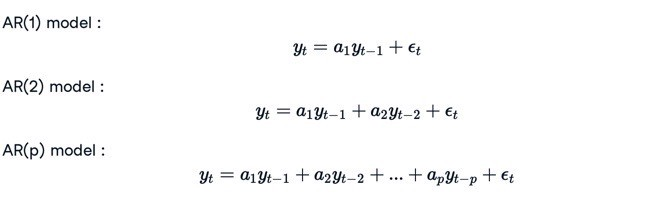 AR(1) model :
yₜ = a₁yₜ₋₁ + ϵₜ
AR(2) model :
yₜ = a₁yₜ₋₁ + a₂yₜ₋₂ + ϵₜ
AR(p) model :
yₜ = a₁yₜ₋₁ + a₂yₜ₋₂ + ... + aₚyₜ₋ₚ + ϵₜ